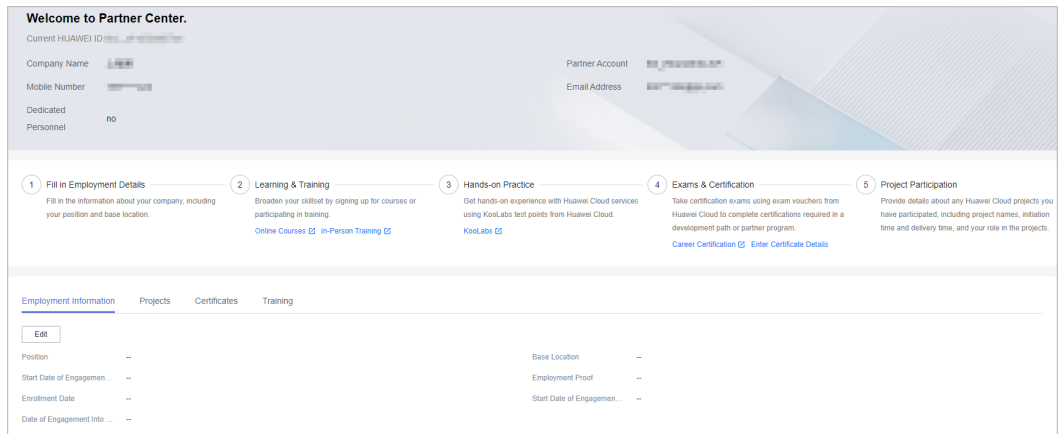 Welcome to Partner Center.
Current HUAWEI ID:
Company Name
Partner Account
Mobile Number
Email Address
Dedicated
Personnel
no
1 Fill in Employment Details
Fill in the information about your company, including
your position and base location.
2 Learning & Training
Broaden your skillset by signing up for courses or
participating in training.
Online Courses In-Person Training
3 Hands-on Practice
Get hands-on experience with Huawei Cloud services
using KooLabs test points from Huawei Cloud.
KooLabs
4 Exams & Certification
Take certification exams using exam vouchers from
Huawei Cloud to complete certifications required in a
development path or partner program.
Career Certification Enter Certificate Details
5 Project Participation
Provide details about any Huawei Cloud projects you
have participated, including project names, initiation
time and delivery time, and your role in the projects.
Employment Information Projects Certificates Training
Edit
Position --
Base Location --
Start Date of Engagemen... --
Employment Proof --
Enrollment Date --
Start Date of Engagemen... --
Date of Engagement Into ... --